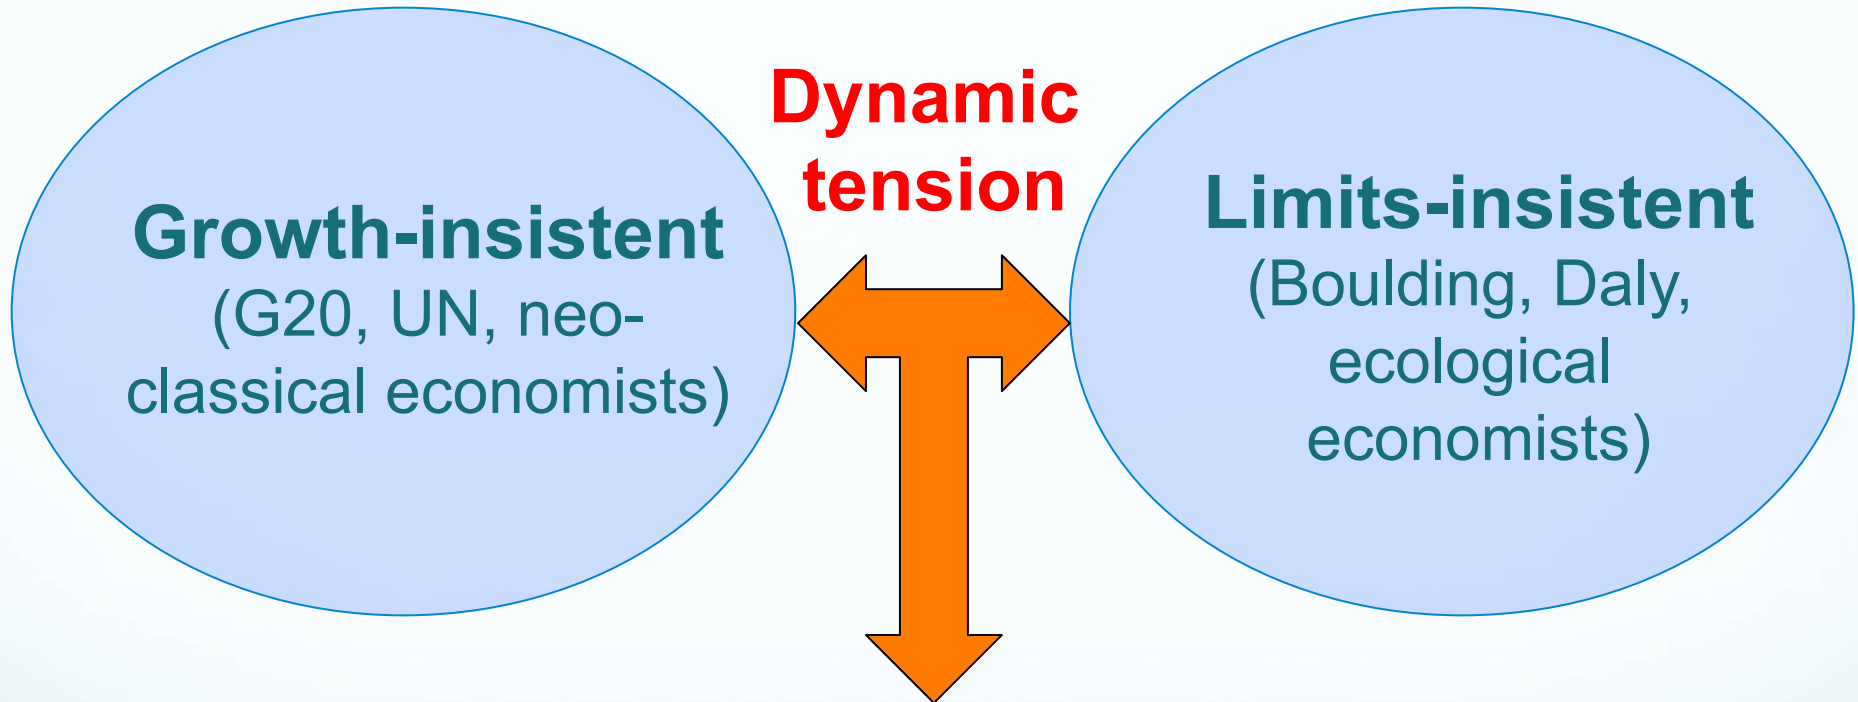 Growth-insistent
(G20, UN, neo-
classical economists)
Dynamic
tension
Limits-insistent
(Boulding, Daly,
ecological
economists)